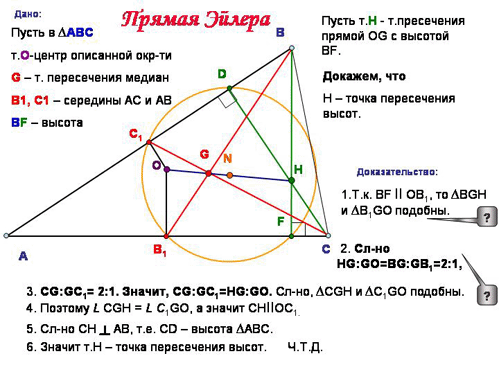 Дано:
Прямая Эйлера
Пусть в ΔABC
т.О-центр описанной окр-ти
G – т. пересечения медиан
B1, C1 – середины AC и AB
BF – высота
Пусть т.H - т.пресечения
прямой OG с высотой
BF.
Докажем, что
H – точка пересечения
высот.
B
D
C1
G
N
O
H
F
A
B1
C
Доказательство:
1.Т.к. BF ll OB1, то ΔBGH
и ΔB1GO подобны.
?
2. Сл-но
HG:GO=BG:GB1=2:1,
?
3. CG:GC1= 2:1. Значит, CG:GC1=HG:GO. Сл-но, ΔCGH и ΔC1GO подобны.
4. Поэтому L CGH = L C1GO, а значит CHllOC1.
5. Сл-но CH ⊥ AB, т.е. CD – высота ΔABC.
6. Значит т.H – точка пересечения высот. Ч.Т.Д.